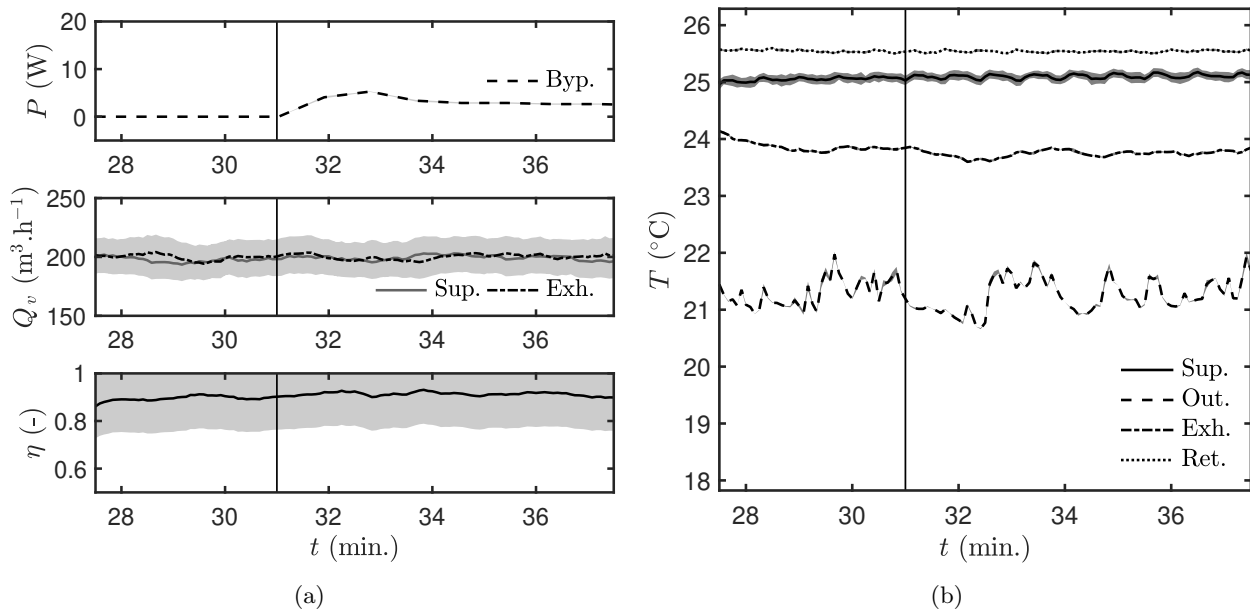 20
10
0
P (W)
Byp.
28 30 32 34 36
250
200
150
Q_v (m³.h⁻¹)
Sup. Exh.
28 30 32 34 36
1
0.8
0.6
η (-)
28 30 32 34 36
t (min.)
(a)
26
25
24
23
22
21
20
19
18
T (°C)
Sup.
Out.
Exh.
Ret.
28 30 32 34 36
t (min.)
(b)